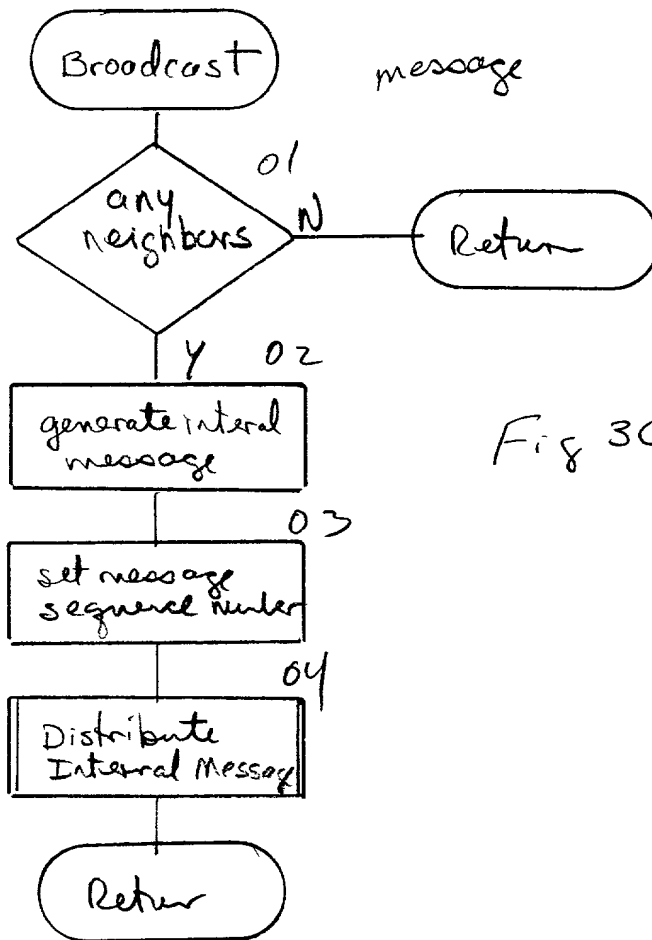 Broadcast
message
01
any
neighbors
N
Return
Y
02
generate interal
message
Fig 30
03
set message
sequence number
04
Distribute
Internal Message
Return